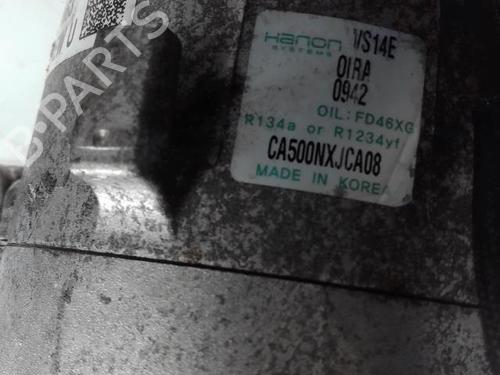 Hanon
SYSTEMS
VS14E
OIRA
0942
OIL: FD46XG
R134a or R1234yf
CA500NXJCA08
MADE IN KOREA
B-PARTS